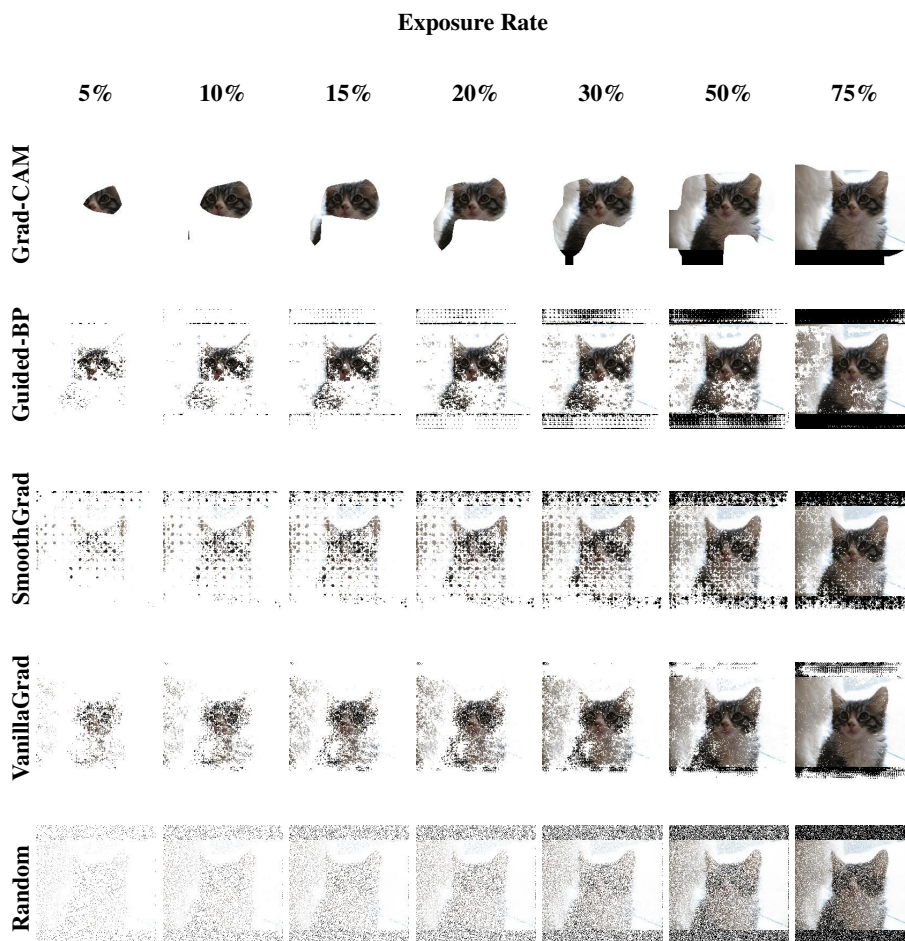 Exposure Rate
5% 10% 15% 20% 30% 50% 75%
Grad-CAM
Guided-BP
SmoothGrad
VanillaGrad
Random